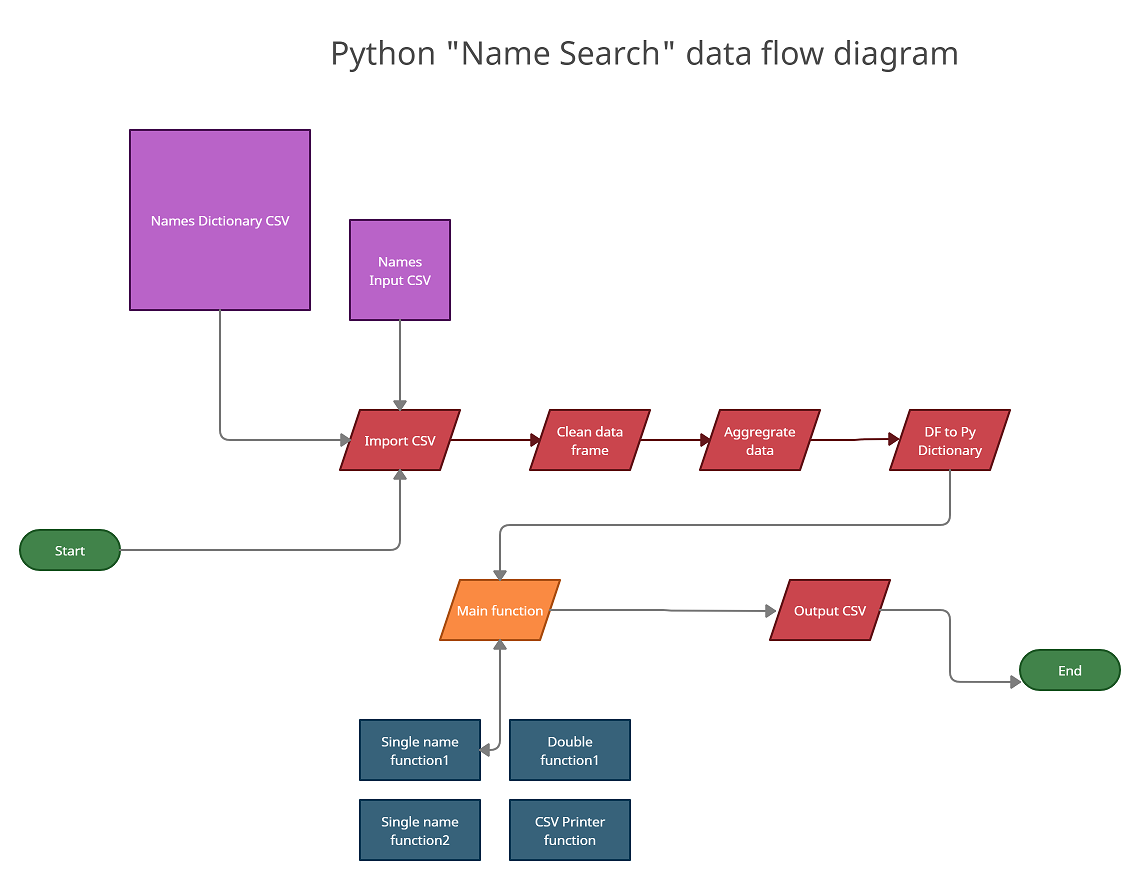 Python "Name Search" data flow diagram
Names Dictionary CSV
Names
Input CSV
Import CSV
Clean data
frame
Aggregrate
data
DF to Py
Dictionary
Start
Main function
Output CSV
End
Single name
function1
Double
function1
Single name
function2
CSV Printer
function